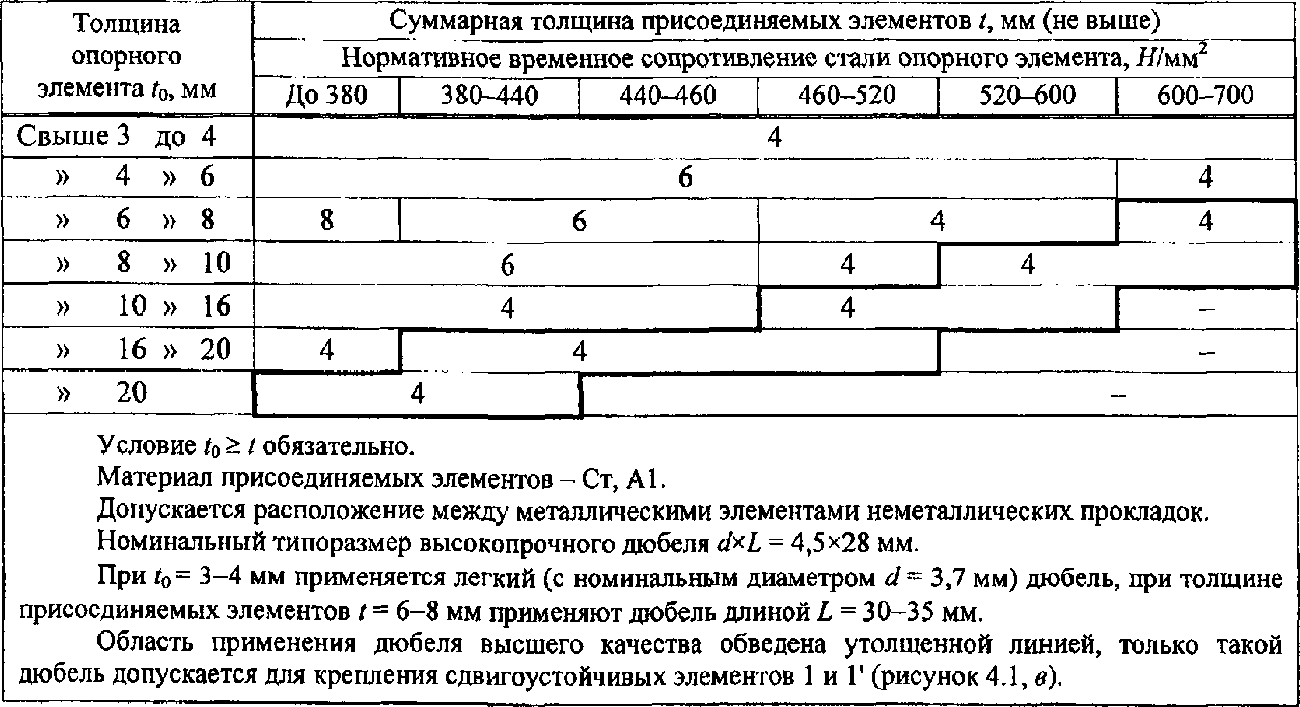 Толщина опорного элемента t₀, мм
Суммарная толщина присоединяемых элементов t, мм (не выше)
Нормативное временное сопротивление стали опорного элемента, Н/мм²
До 380 380–440 440–460 460–520 520–600 600–700
Свыше 3 до 4 4
» 4 » 6 6 4
» 6 » 8 8 6 4 4
» 8 » 10 6 4 4
» 10 » 16 4 4 –
» 16 » 20 4 4 –
» 20 4 –
Условие t₀ ≥ t обязательно.
Материал присоединяемых элементов – Ст, А1.
Допускается расположение между металлическими элементами неметаллических прокладок.
Номинальный типоразмер высокопрочного дюбеля d×L = 4,5×28 мм.
При t₀ = 3–4 мм применяется легкий (с номинальным диаметром d = 3,7 мм) дюбель, при толщине
присоединяемых элементов t = 6–8 мм применяют дюбель длиной L = 30–35 мм.
Область применения дюбеля высшего качества обведена утолщенной линией, только такой
дюбель допускается для крепления сдвигоустойчивых элементов 1 и 1' (рисунок 4.1, в).